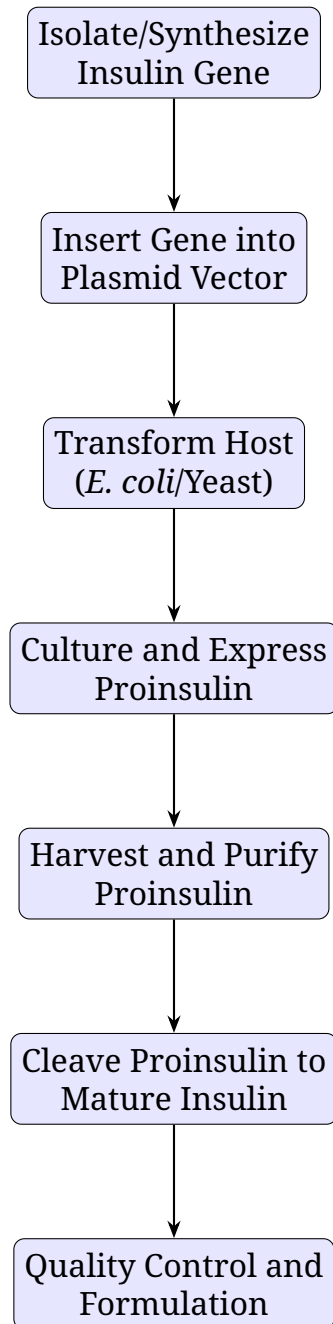 Isolate/Synthesize
Insulin Gene
Insert Gene into
Plasmid Vector
Transform Host
(E. coli/Yeast)
Culture and Express
Proinsulin
Harvest and Purify
Proinsulin
Cleave Proinsulin to
Mature Insulin
Quality Control and
Formulation